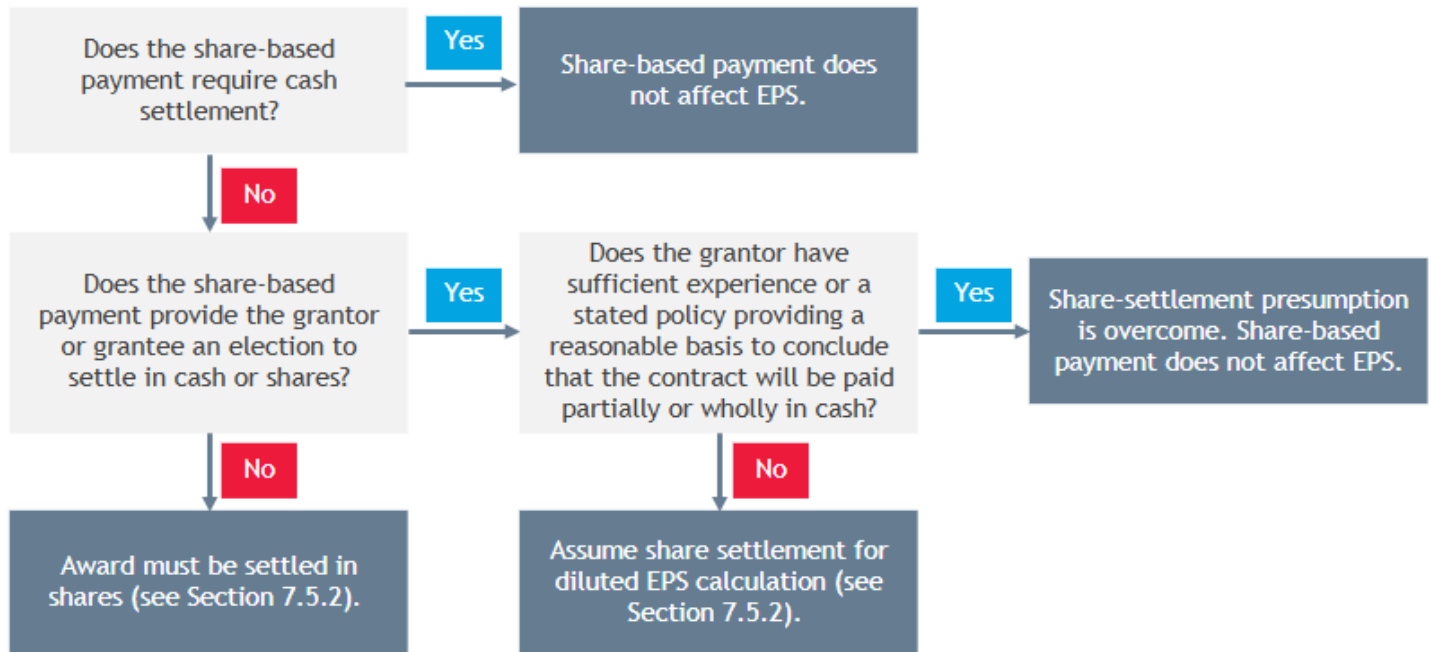 Does the share-based
payment require cash
settlement?
Yes
Share-based payment does
not affect EPS.
No
Does the share-based
payment provide the grantor
or grantee an election to
settle in cash or shares?
Yes
Does the grantor have
sufficient experience or a
stated policy providing a
reasonable basis to conclude
that the contract will be paid
partially or wholly in cash?
Yes
Share-settlement presumption
is overcome. Share-based
payment does not affect EPS.
No
No
Award must be settled in
shares (see Section 7.5.2).
Assume share settlement for
diluted EPS calculation (see
Section 7.5.2).